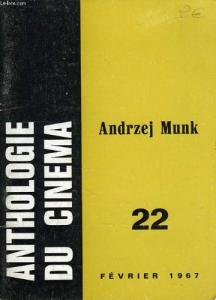 ANTHOLOGIE
DU CINEMA
Andrzej Munk
22
FÉVRIER 1967